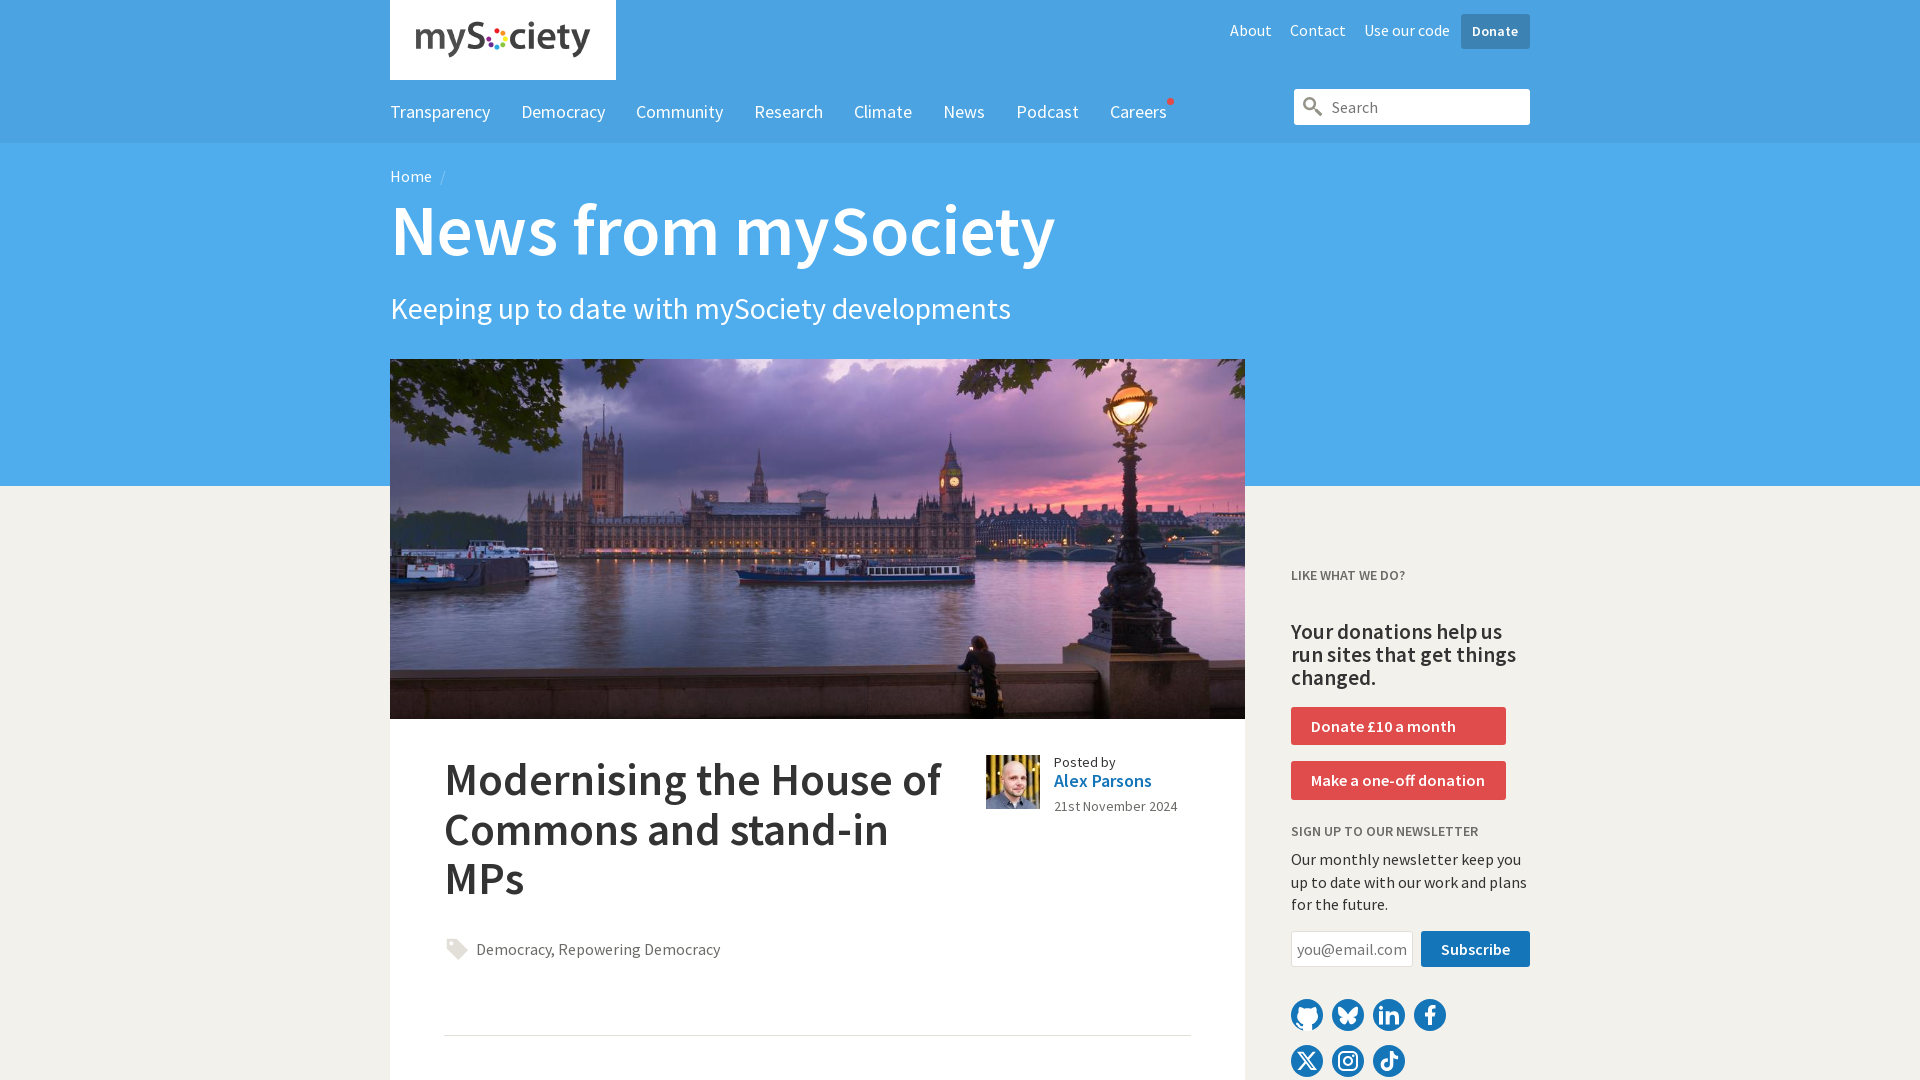 mySociety
About
Contact
Use our code
Donate
Transparency
Democracy
Community
Research
Climate
News
Podcast
Careers
Search
Home /
News from mySociety
Keeping up to date with mySociety developments
Modernising the House of
Commons and stand-in
MPs
Posted by
Alex Parsons
21st November 2024
Democracy, Repowering Democracy
LIKE WHAT WE DO?
Your donations help us
run sites that get things
changed.
Donate £10 a month
Make a one-off donation
SIGN UP TO OUR NEWSLETTER
Our monthly newsletter keep you
up to date with our work and plans
for the future.
you@email.com
Subscribe